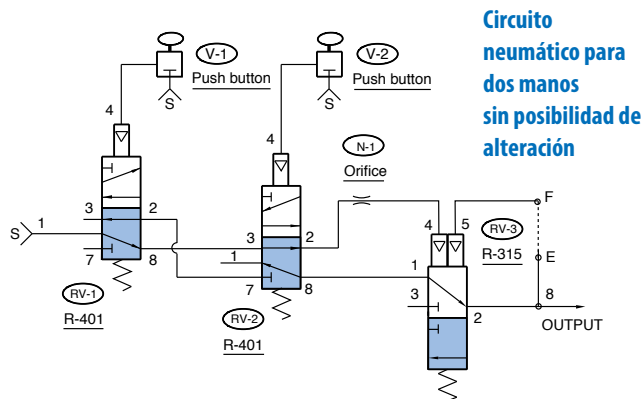 Circuito
neumático para
dos manos
sin posibilidad de
alteración
V-1
Push button
S
4
V-2
Push button
S
4
N-1
Orifice
S
1
3
2
7
8
RV-1
R-401
3
2
1
7
8
RV-2
R-401
4
5
F
RV-3
R-315
E
1
3
2
8
OUTPUT